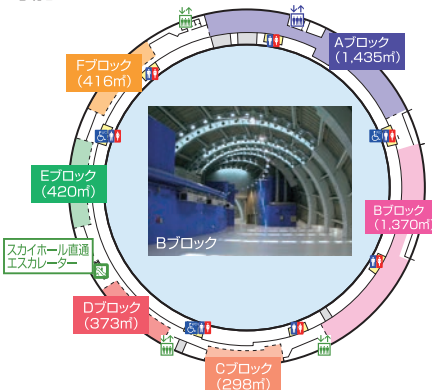 Aブロック
(1,435㎡)
Fブロック
(416㎡)
Eブロック
(420㎡)
Bブロック
Bブロック
(1,370㎡)
スカイホール直通
エスカレーター
Dブロック
(373㎡)
Cブロック
(298㎡)